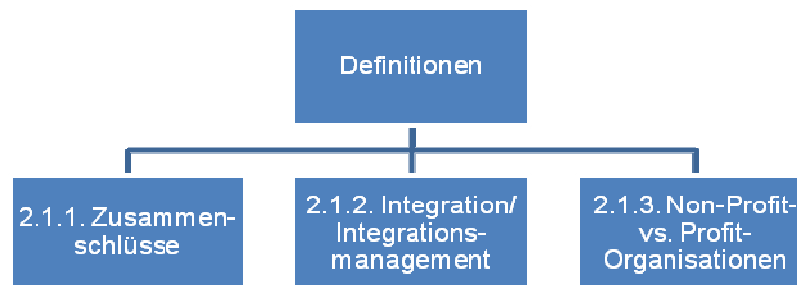 Definitionen
2.1.1. Zusammen-
schlüsse
2.1.2. Integration/
Integrations-
management
2.1.3. Non-Profit-
vs. Profit-
Organisationen